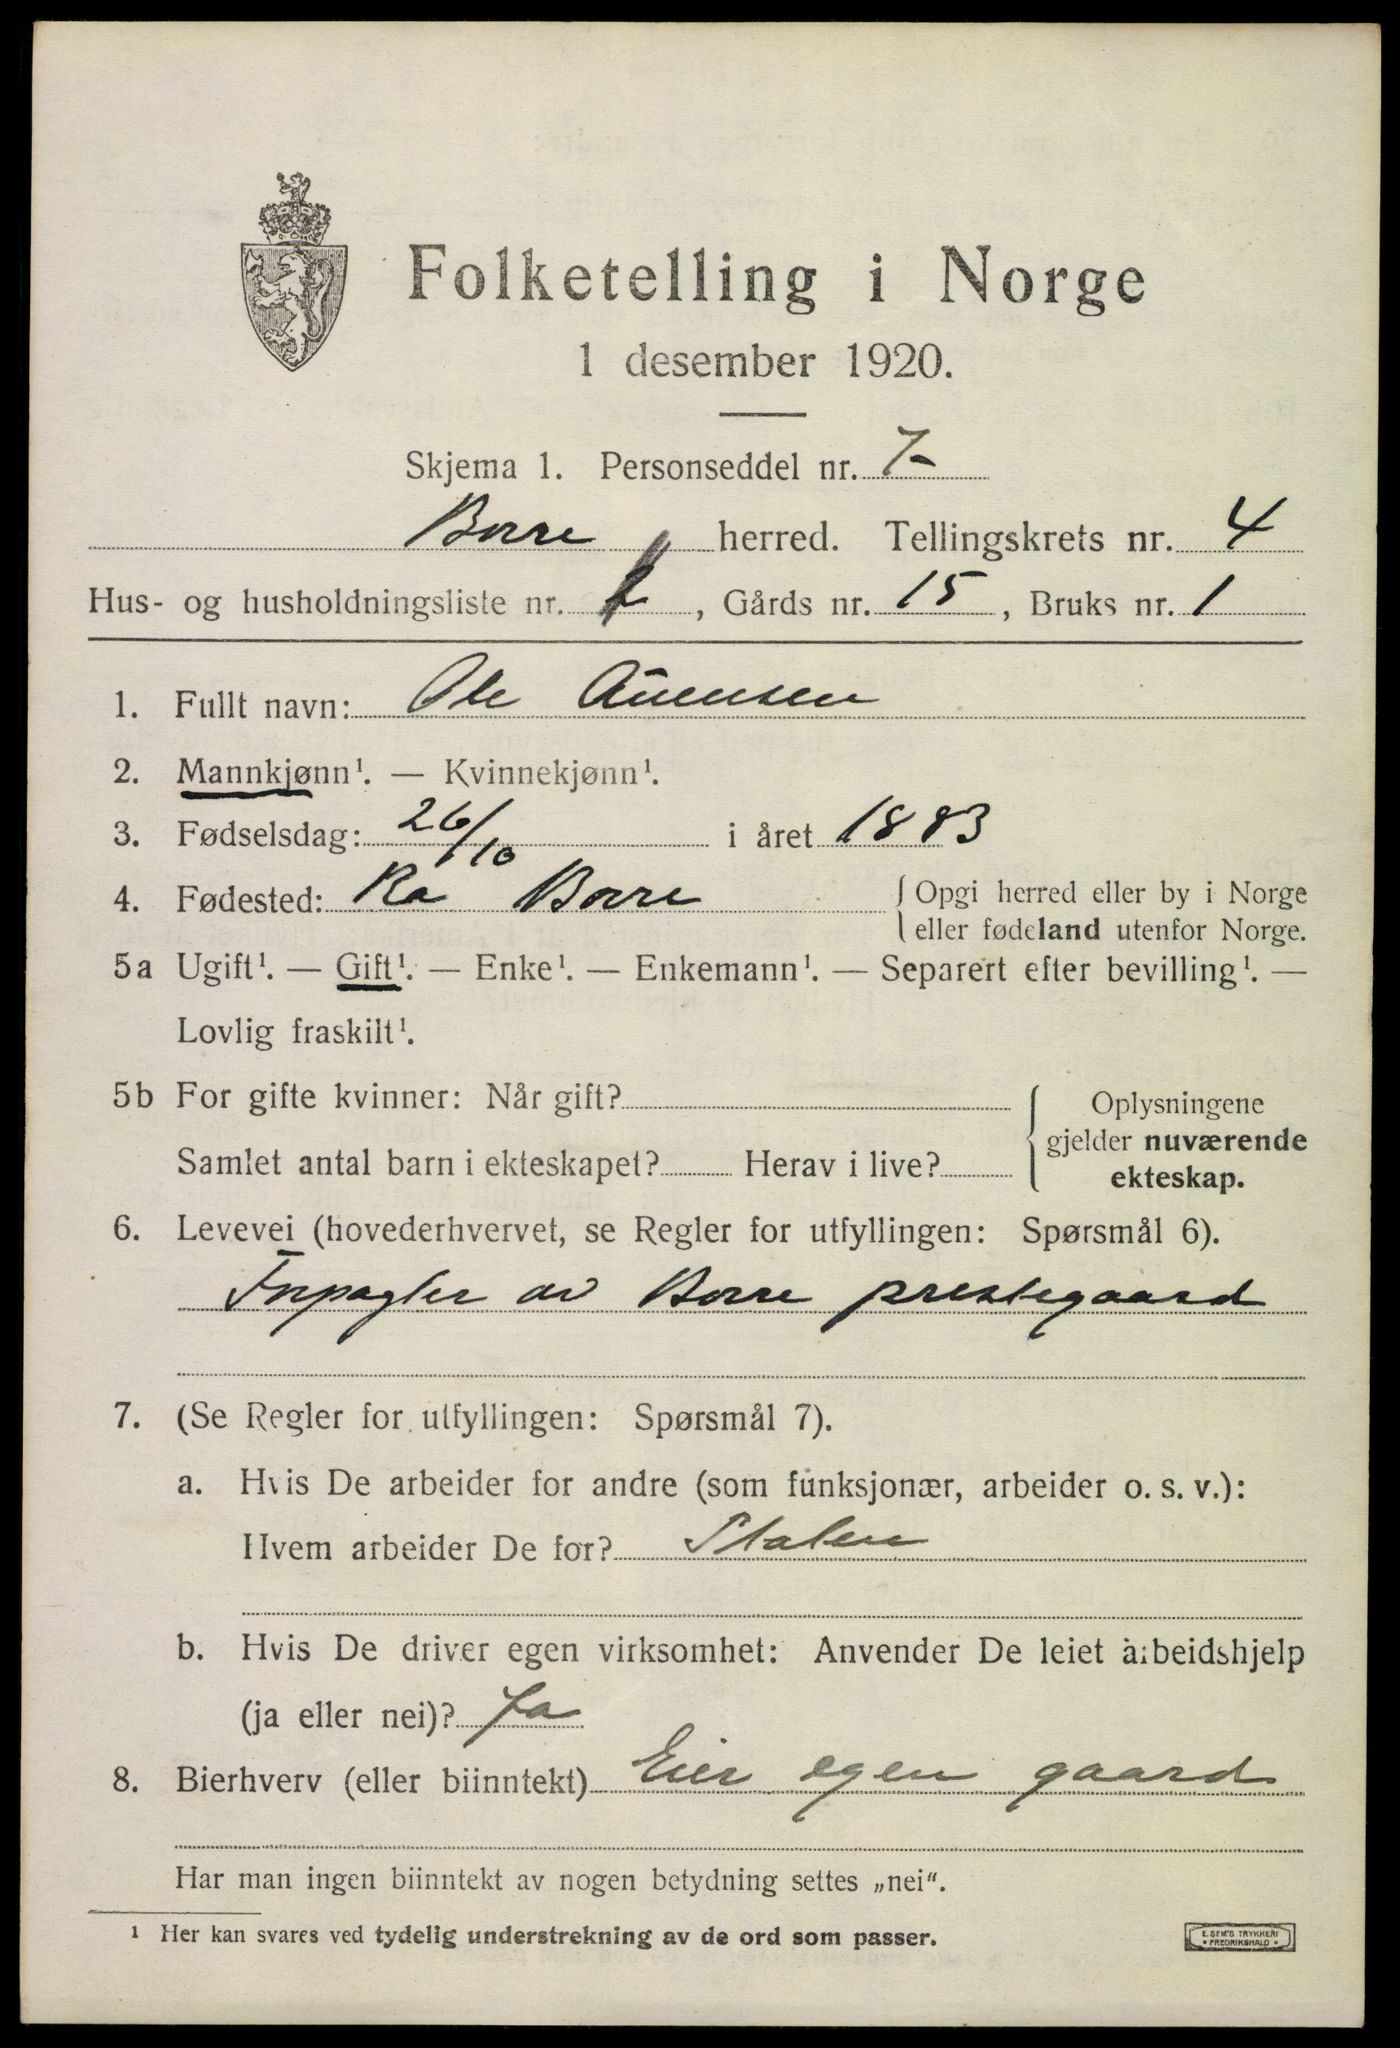 Folketelling i Norge
1 desember 1920.
Skjema 1. Personseddel nr. 7-
Borre herred. Tellingskrets nr. 4
Hus- og husholdningsliste nr. , Gårds nr. 15, Bruks nr. 1
1. Fullt navn: Ole
2. Mannkjønn¹. — Kvinnekjønn¹.
3. Fødselsdag: 26/10 i året 1883
4. Fødested: Ra Borre { Opgi herred eller by i Norge
eller fødeland utenfor Norge.
5a Ugift¹. — Gift¹. — Enke¹. — Enkemann¹. — Separert efter bevilling¹. —
Lovlig fraskilt¹.
5b For gifte kvinner: Når gift?
Samlet antal barn i ekteskapet? Herav i live?
Oplysningene
gjelder nuværende
ekteskap.
6. Levevei (hovederhvervet, se Regler for utfyllingen: Spørsmål 6).
Forpagter av Borre prestegaard
7. (Se Regler for utfyllingen: Spørsmål 7).
a. Hvis De arbeider for andre (som funksjonær, arbeider o. s. v.):
Hvem arbeider De for? Staten
b. Hvis De driver egen virksomhet: Anvender De leiet arbeidshjelp
(ja eller nei)? Ja
8. Bierhverv (eller biinntekt) Eier egen gaard
Har man ingen biinntekt av nogen betydning settes „nei“.
¹ Her kan svares ved tydelig understrekning av de ord som passer.
E. SEM'S TRYKKERI
• FREDRIKSHALD •